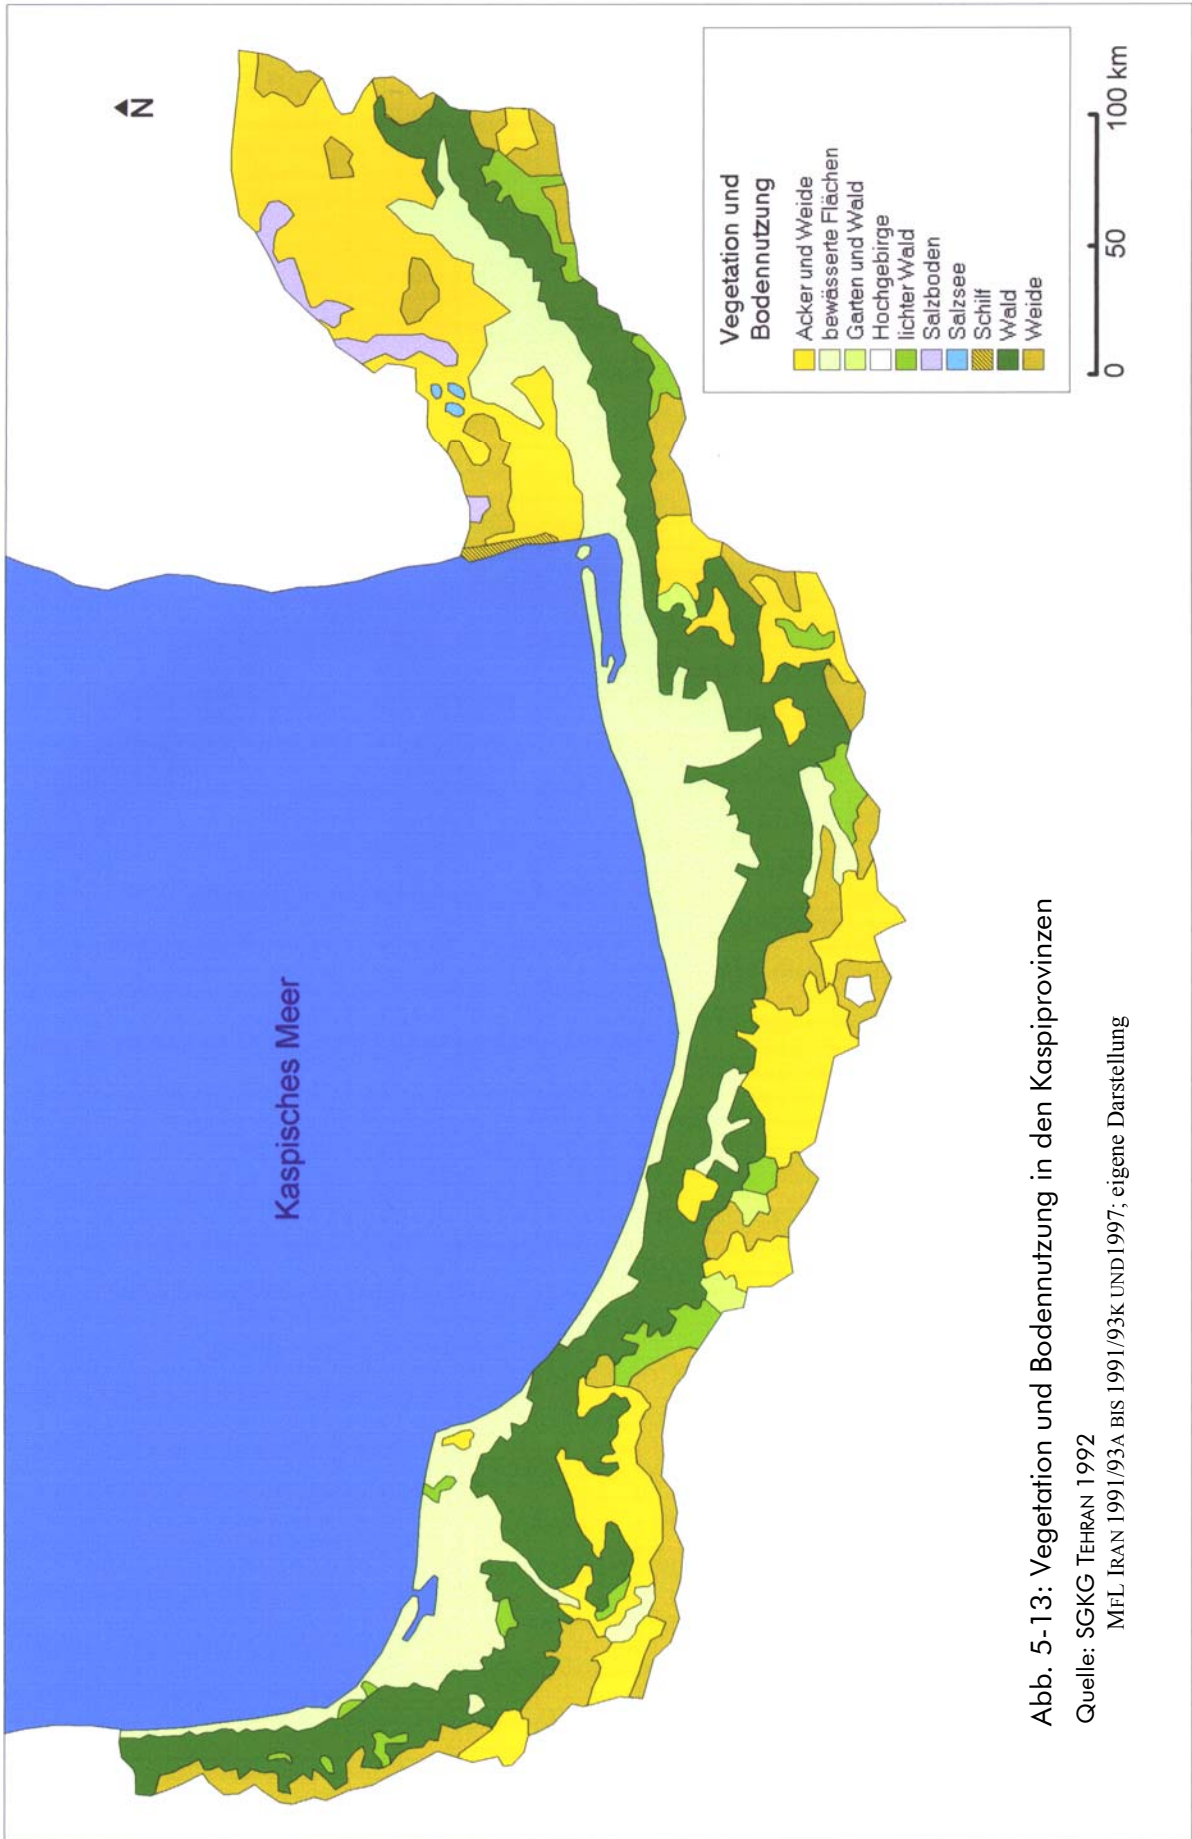 N
Kaspisches Meer
Vegetation und
Bodennutzung
Acker und Weide
bewässerte Flächen
Garten und Wald
Hochgebirge
lichter Wald
Salzboden
Salzsee
Schilf
Wald
Weide
0 50 100 km
Abb. 5-13: Vegetation und Bodennutzung in den Kaspiprovinzen
Quelle: SGKG TEHRAN 1992
MFL IRAN 1991/93A BIS 1991/93K UND1997; eigene Darstellung